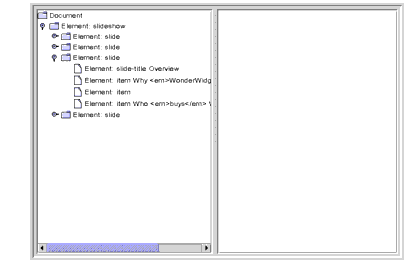 Document
Element: slideshow
Element: slide
Element: slide
Element: slide
Element: slide-title Overview
Element: item Why <em>WonderWidg
Element: item
Element: item Who <em>buys</em>
Element: slide